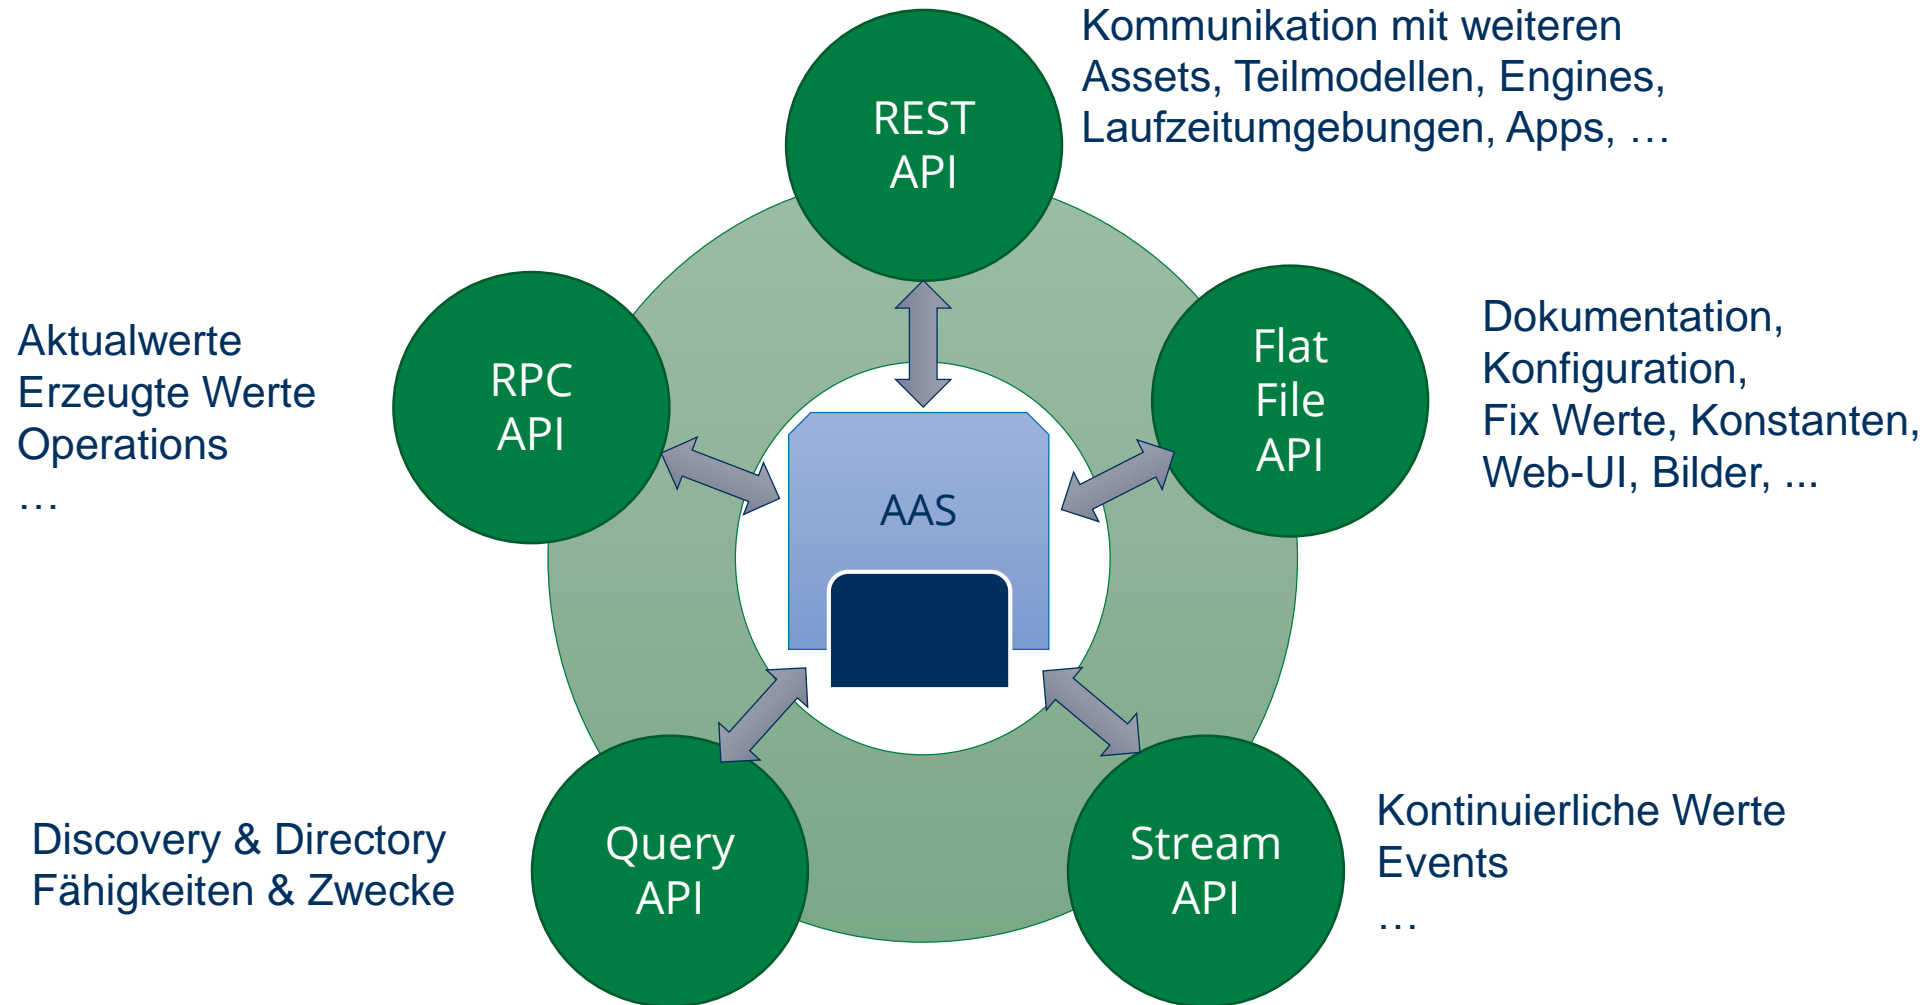 REST
API
Kommunikation mit weiteren
Assets, Teilmodellen, Engines,
Laufzeitumgebungen, Apps, …
Aktualwerte
Erzeugte Werte
Operations
…
RPC
API
Flat
File
API
Dokumentation,
Konfiguration,
Fix Werte, Konstanten,
Web-UI, Bilder, ...
AAS
Discovery & Directory
Fähigkeiten & Zwecke
Query
API
Stream
API
Kontinuierliche Werte
Events
…